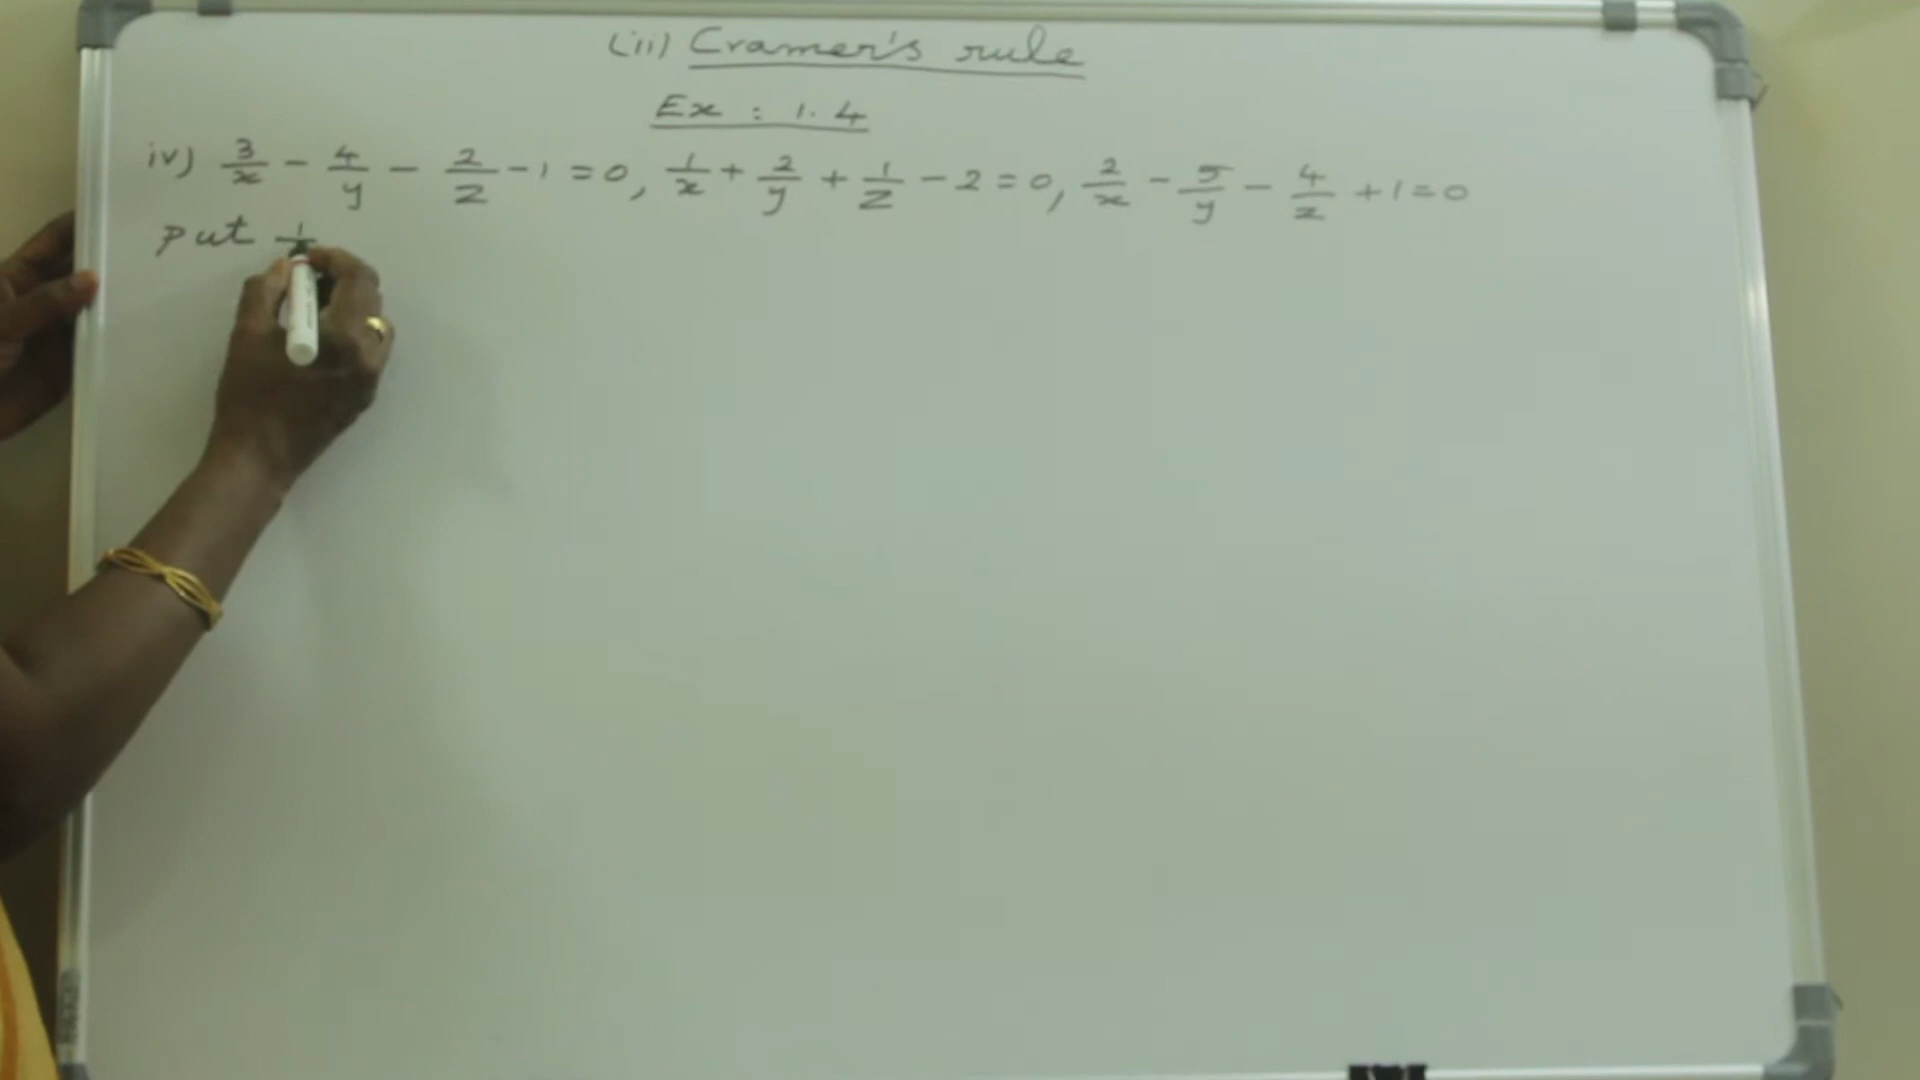 (iii) Cramer's rule
Ex : 1.4
iv) 3/x - 4/y - 2/z - 1 = 0, 1/x + 2/y + 1/z - 2 = 0, 2/x - 5/y - 4/z + 1 = 0
put 1